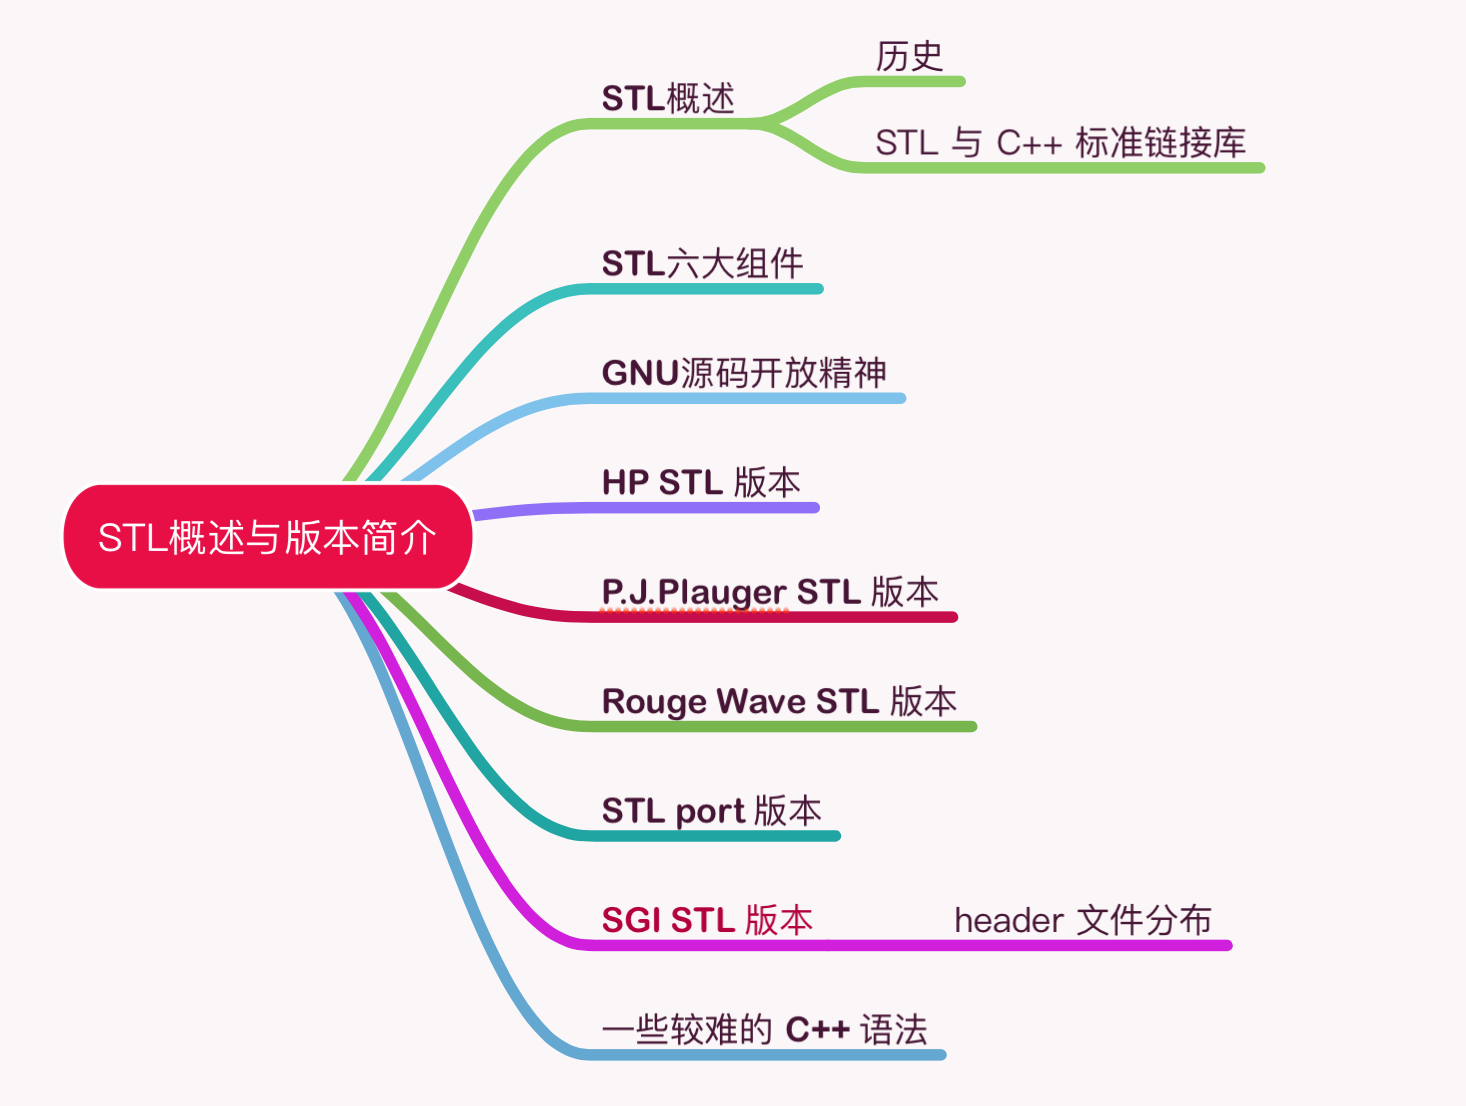 STL概述与版本简介
STL概述
历史
STL 与 C++ 标准链接库
STL六大组件
GNU源码开放精神
HP STL 版本
P.J.Plauger STL 版本
Rouge Wave STL 版本
STL port 版本
SGI STL 版本
header 文件分布
一些较难的 C++ 语法